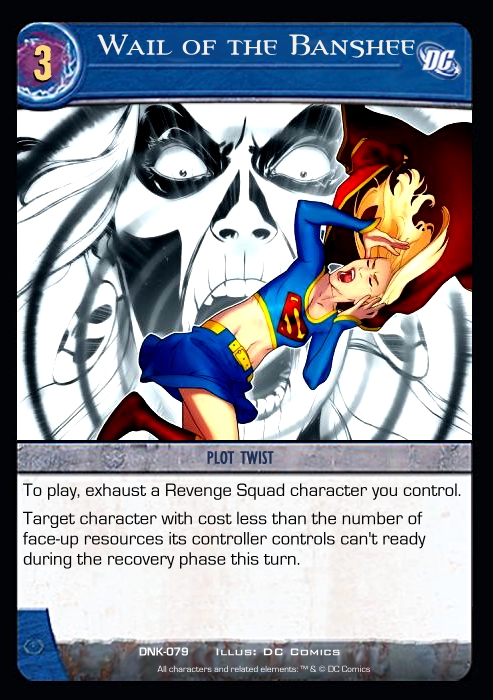 3
Wail of the Banshee
DC
S
PLOT TWIST
To play, exhaust a Revenge Squad character you control.
Target character with cost less than the number of
face-up resources its controller controls can't ready
during the recovery phase this turn.
DNK-079 Illus: DC Comics
All characters and related elements: ™ & © DC Comics